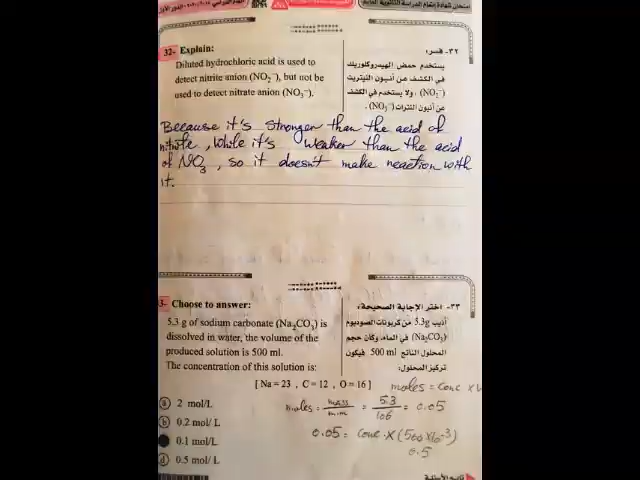 امتحان شهادة إتمام الدراسة الثانوية العامة
32- Explain:
Diluted hydrochloric acid is used to
detect nitrite anion (NO₂⁻), but not be
used to detect nitrate anion (NO₃⁻).
٣٢- فسر:
يستخدم حمض الهيدروكلوريك
في الكشف عن أنيون النيتريت
(NO₂⁻)، ولا يستخدم في الكشف
عن أنيون النترات (NO₃⁻).
Because it's stronger than the acid of
nitrite, while it's weaker than the acid
of NO₃, so it doesn't make reaction with
it.
3- Choose to answer:
5.3 g of sodium carbonate (Na₂CO₃) is
dissolved in water, the volume of the
produced solution is 500 ml.
The concentration of this solution is:
٣٣- اختر الإجابة الصحيحة:
أذيب 5.3g من كربونات الصوديوم
(Na₂CO₃) في الماء، وكان حجم
المحلول الناتج 500 ml فيكون
تركيز المحلول:
[ Na = 23 , C = 12 , O = 16 ]
moles = conc × V
a 2 mol/L
moles = mass/m.m = 5.3/106 = 0.05
b 0.2 mol/L
0.05 = conc × (500×10⁻³)
0.1 mol/L
0.5
d 0.5 mol/L